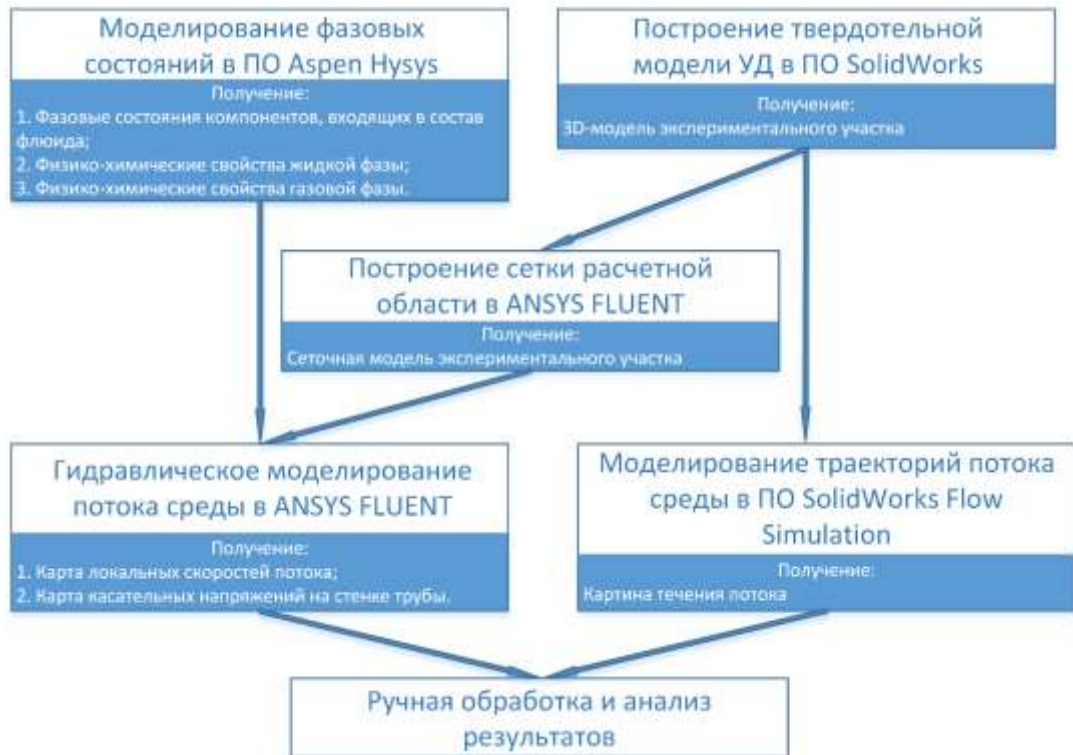 Моделирование фазовых
состояний в ПО Aspen Hysys
Получение:
1. Фазовые состояния компонентов, входящих в состав
флюида;
2. Физико-химические свойства жидкой фазы;
3. Физико-химические свойства газовой фазы.
Построение твердотельной
модели УД в ПО SolidWorks
Получение:
3D-модель экспериментального участка
Построение сетки расчетной
области в ANSYS FLUENT
Получение:
Сеточная модель экспериментального участка
Гидравлическое моделирование
потока среды в ANSYS FLUENT
Получение:
1. Карта локальных скоростей потока;
2. Карта касательных напряжений на стенке трубы.
Моделирование траекторий потока
среды в ПО SolidWorks Flow
Simulation
Получение:
Картина течения потока
Ручная обработка и анализ
результатов